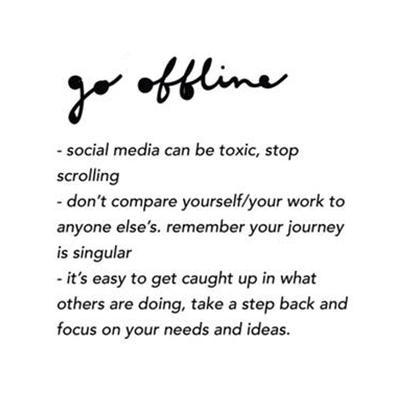 go offline
- social media can be toxic, stop
scrolling
- don't compare yourself/your work to
anyone else's. remember your journey
is singular
- it's easy to get caught up in what
others are doing, take a step back and
focus on your needs and ideas.